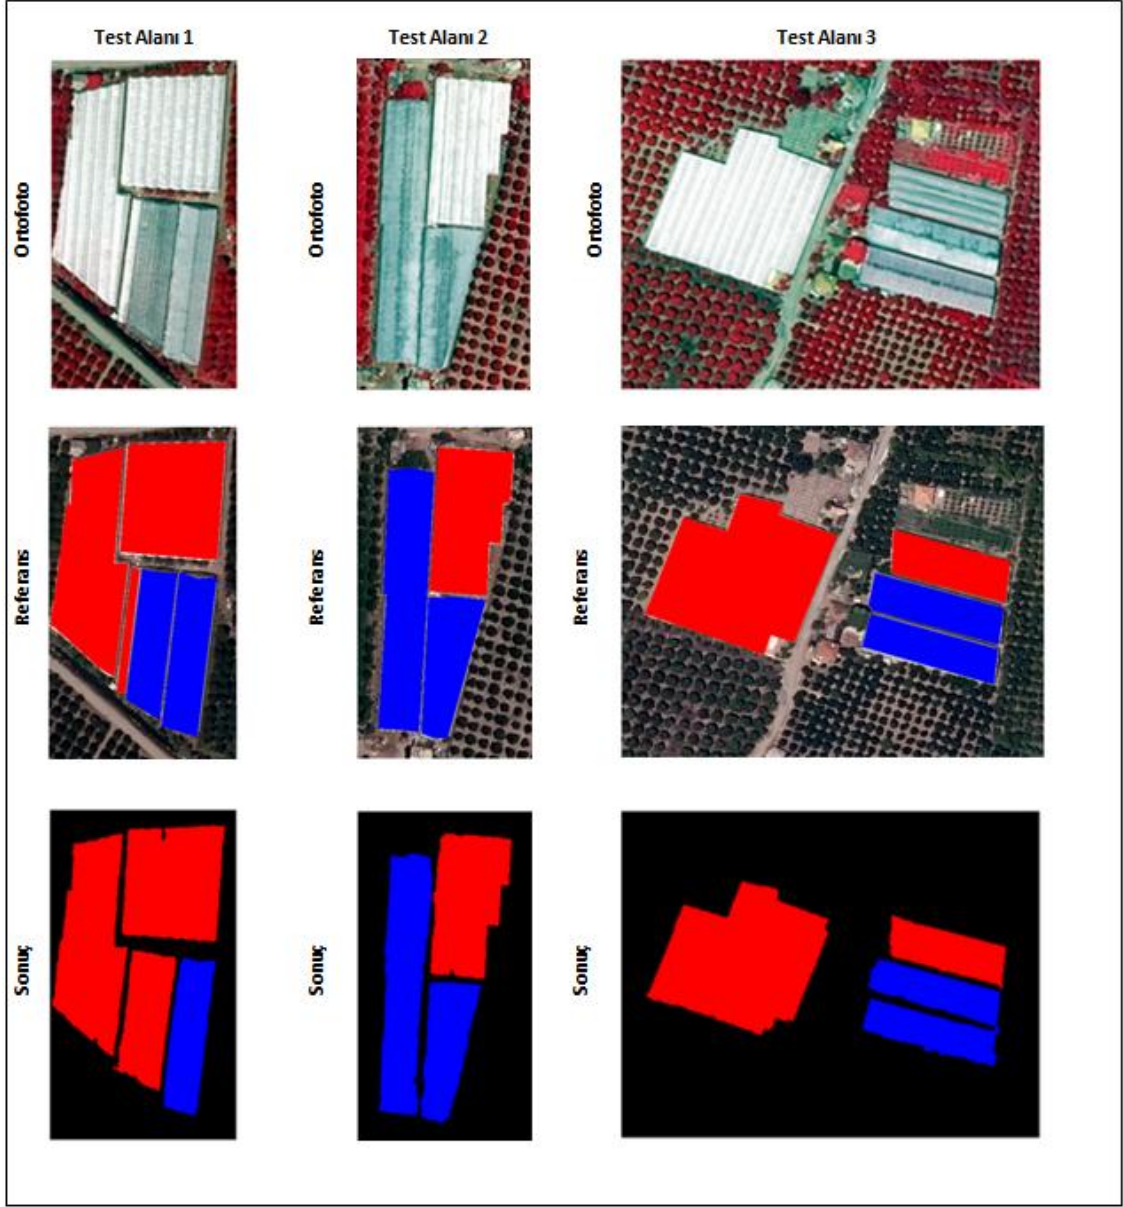 Test Alanı 1
Test Alanı 2
Test Alanı 3
Ortofoto
Ortofoto
Ortofoto
Referans
Referans
Referans
Sonuç
Sonuç
Sonuç